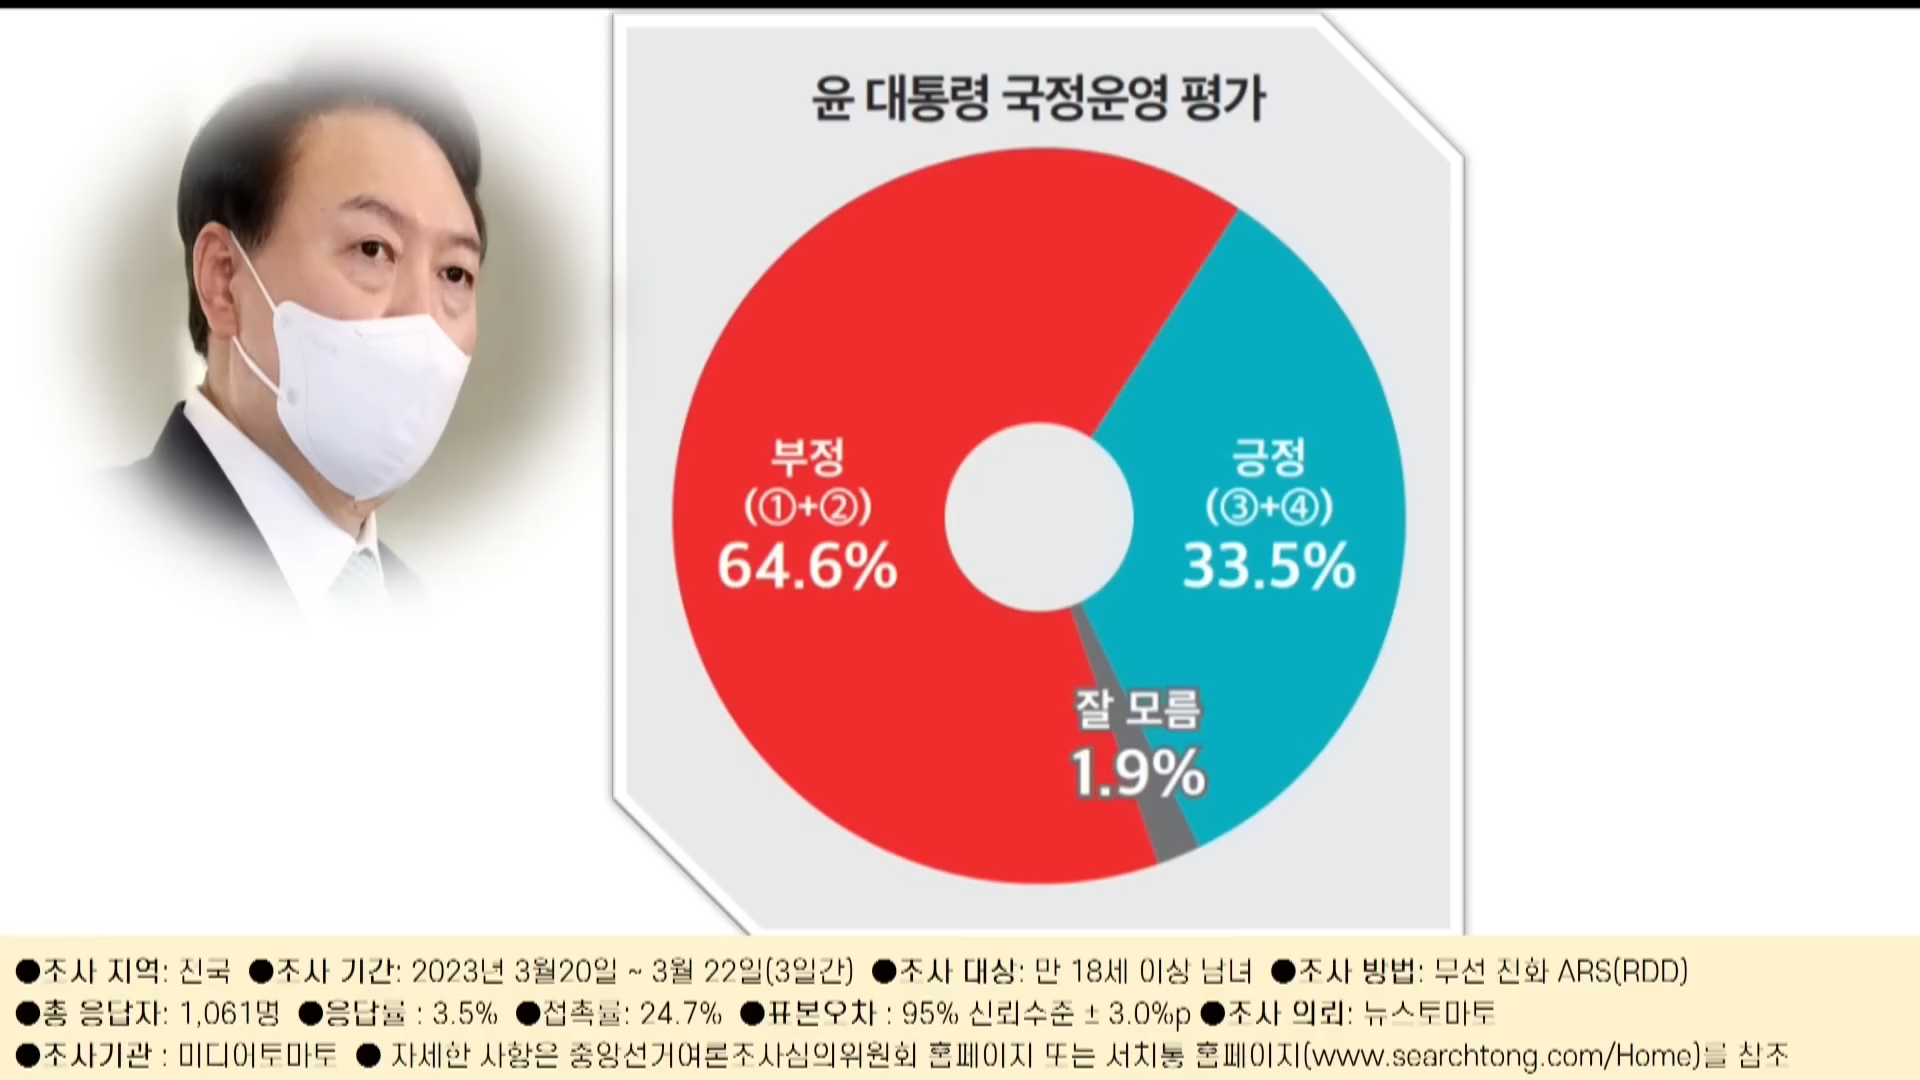 윤 대통령 국정운영 평가
부정
(①+②)
64.6%
긍정
(③+④)
33.5%
잘 모름
1.9%
●조사 지역: 전국 ●조사 기간: 2023년 3월20일 ~ 3월 22일(3일간) ●조사 대상: 만 18세 이상 남녀 ●조사 방법: 무선 전화 ARS(RDD)
●총 응답자: 1,061명 ●응답률 : 3.5% ●접촉률: 24.7% ●표본오차 : 95% 신뢰수준 ± 3.0%p ●조사 의뢰: 뉴스토마토
●조사기관 : 미디어토마토 ● 자세한 사항은 중앙선거여론조사심의위원회 홈페이지 또는 서치통 홈페이지(www.searchtong.com/Home)를 참조